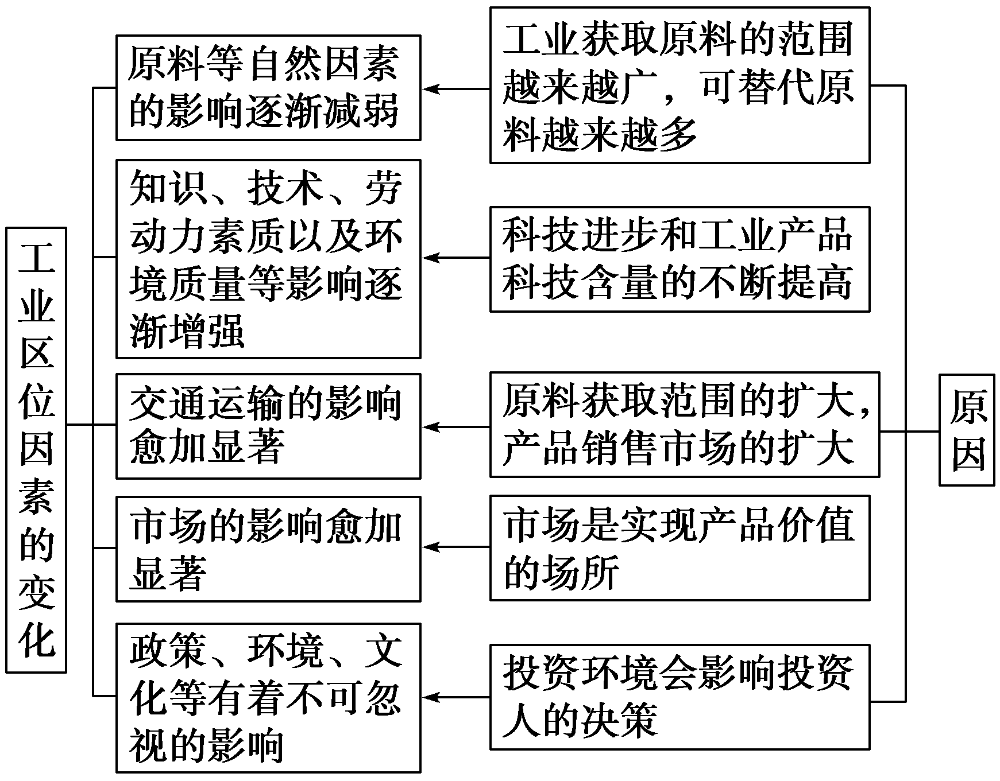 工业区位因素的变化
原料等自然因素
的影响逐渐减弱
知识、技术、劳
动力素质以及环
境质量等影响逐
渐增强
交通运输的影响
愈加显著
市场的影响愈加
显著
政策、环境、文
化等有着不可忽
视的影响
工业获取原料的范围
越来越广，可替代原
料越来越多
科技进步和工业产品
科技含量的不断提高
原料获取范围的扩大，
产品销售市场的扩大
市场是实现产品价值
的场所
投资环境会影响投资
人的决策
原因